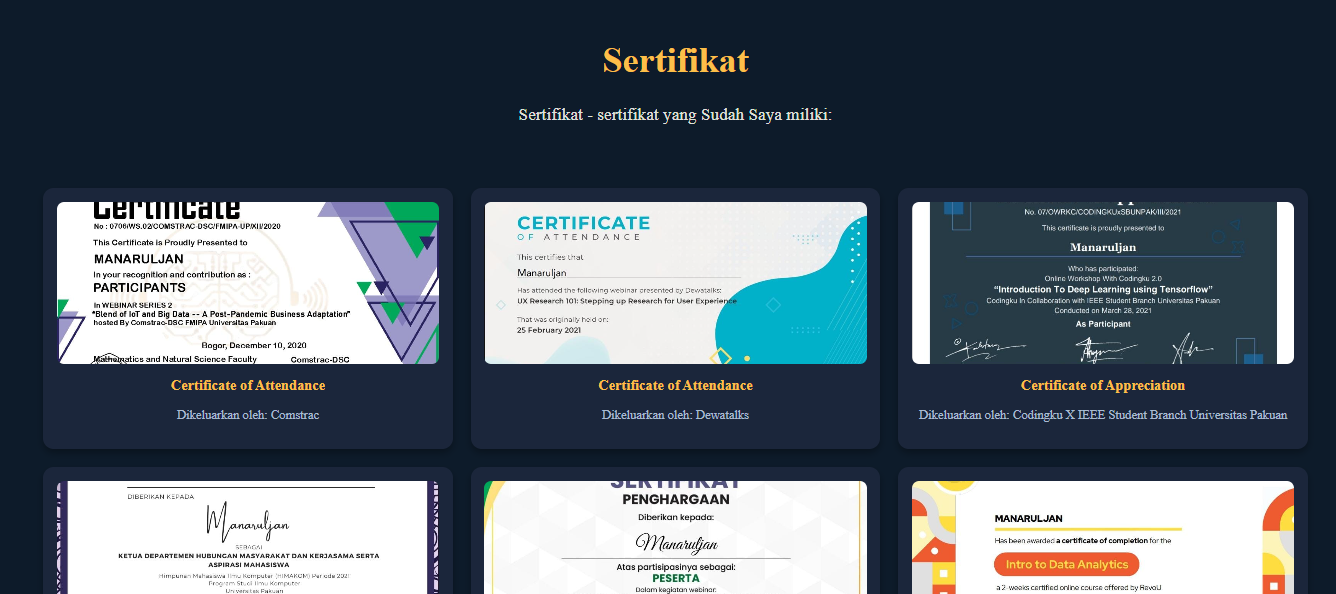 Sertifikat
Sertifikat - sertifikat yang Sudah Saya miliki:
Certificate
No : 0706/WS.02/COMSTRAC-DSC/FMIPA-UP/XII/2020
This Certificate is Proudly Presented to
MANARULJAN
In your recognition and contribution as :
PARTICIPANTS
In WEBINAR SERIES 2
"Blend of IoT and Big Data -- A Post-Pandemic Business Adaptation"
hosted By Comstrac-DSC FMIPA Universitas Pakuan
Bogor, December 10, 2020
Mathematics and Natural Science Faculty
Comstrac-DSC
Certificate of Attendance
Dikeluarkan oleh: Comstrac
CERTIFICATE
OF ATTENDANCE
This certifies that
Manaruljan
Has attended the following webinar presented by Dewatalks:
UX Research 101: Stepping up Research for User Experience
That was originally held on:
25 February 2021
Certificate of Attendance
Dikeluarkan oleh: Dewatalks
No. 07/OWRKC/CODINGKUxSBUNPAK/III/2021
This certificate is proudly presented to
Manaruljan
Who has participated:
Online Workshop With Codingku 2.0
"Introduction To Deep Learning using Tensorflow"
Codingku In Collaboration with IEEE Student Branch Universitas Pakuan
Conducted on March 28, 2021
As Participant
Certificate of Appreciation
Dikeluarkan oleh: Codingku X IEEE Student Branch Universitas Pakuan
DIBERIKAN KEPADA
Manaruljan
SEBAGAI
KETUA DEPARTEMEN HUBUNGAN MASYARAKAT DAN KERJASAMA SERTA
ASPIRASI MAHASISWA
Himpunan Mahasiswa Ilmu Komputer (HIMAKOM) Periode 2021
Program Studi Ilmu Komputer
Universitas Pakuan
SERTIFIKAT
PENGHARGAAN
Diberikan kepada:
Manaruljan
Atas partisipasinya sebagai:
PESERTA
Dalam kegiatan webinar:
MANARULJAN
Has been awarded a certificate of completion for the
Intro to Data Analytics
a 2-weeks certified online course offered by RevoU